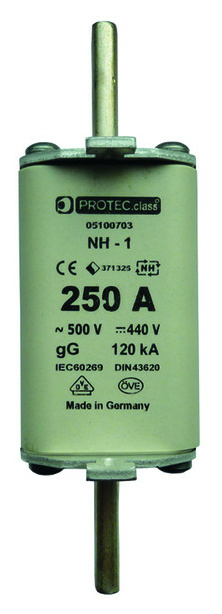 PROTEC.class®
05100703
NH - 1
CE 371325 NH
250 A
~ 500 V ⎓ 440 V
gG 120 kA
IEC60269 DIN43620
VDE ÖVE
Made in Germany